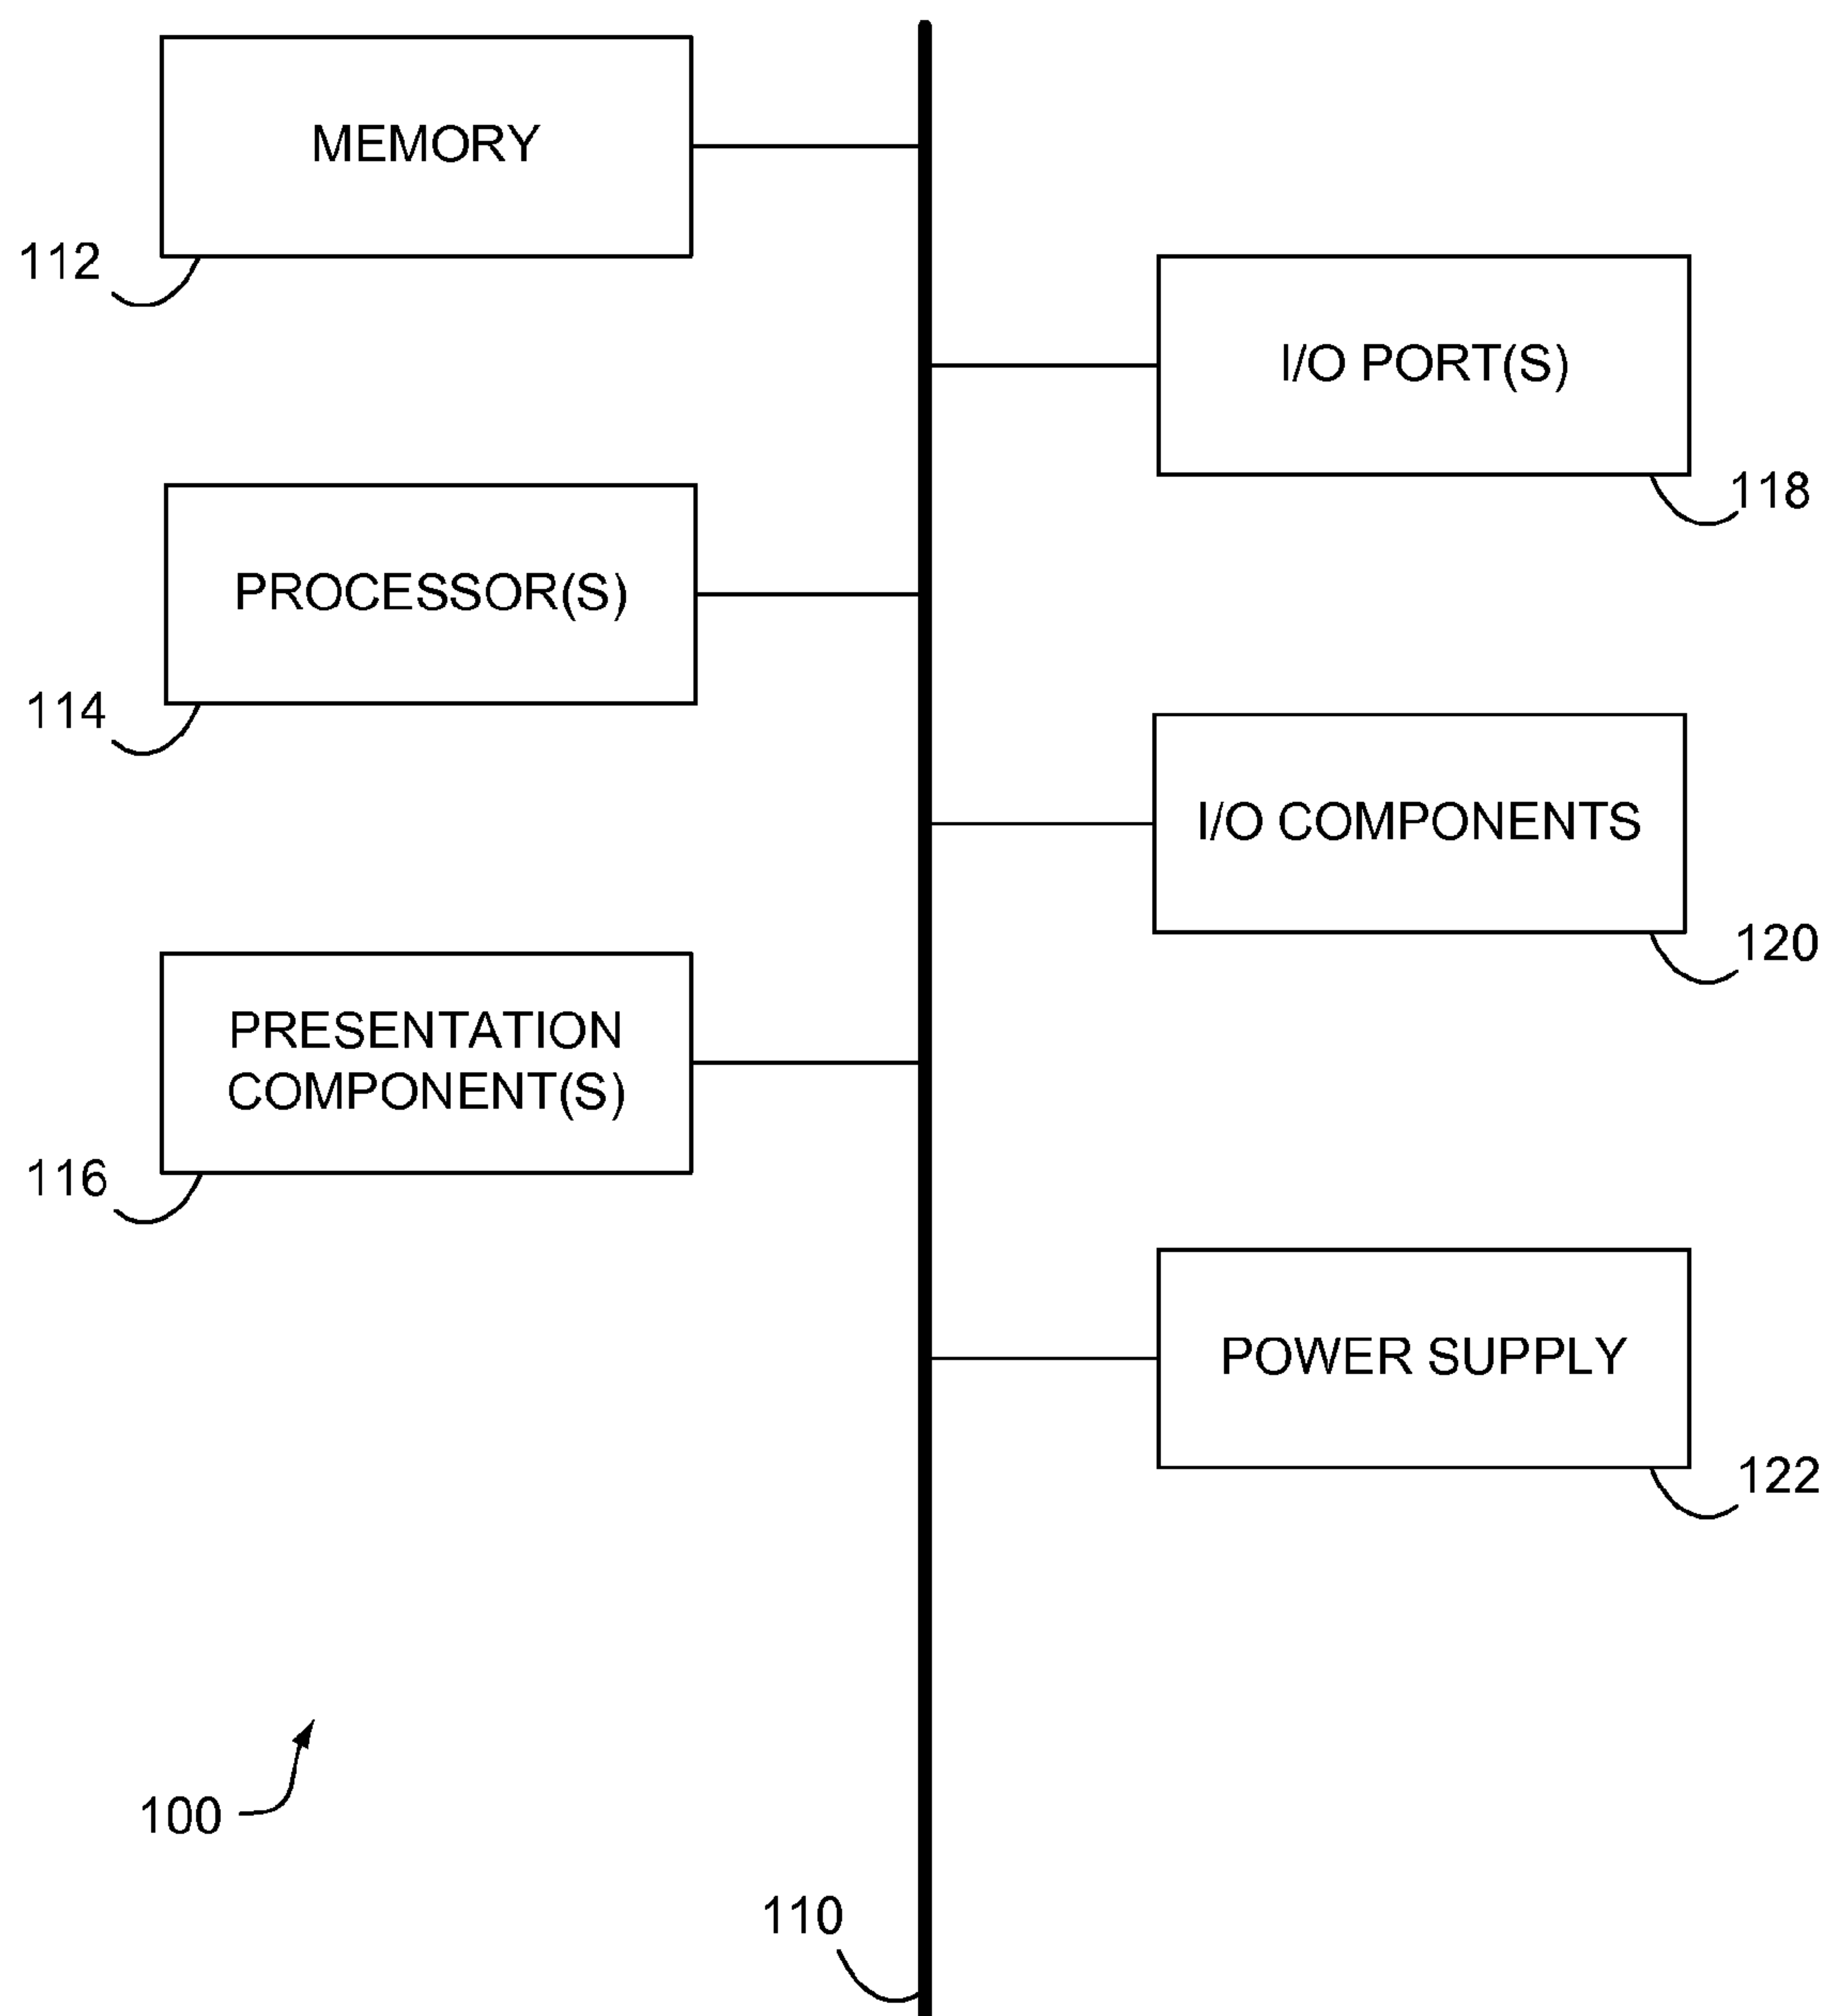 MEMORY
112
I/O PORT(S)
118
PROCESSOR(S)
114
I/O COMPONENTS
120
PRESENTATION
COMPONENT(S)
116
POWER SUPPLY
122
100
110